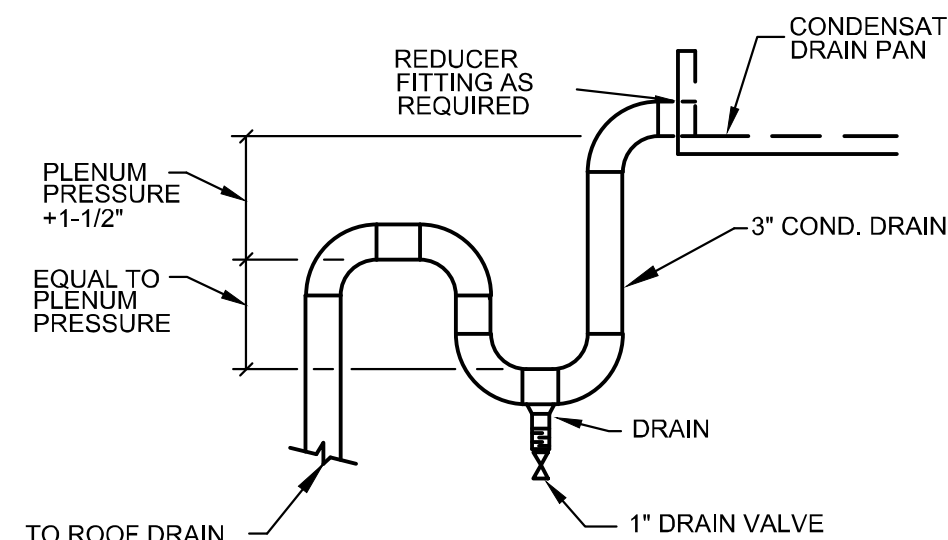 CONDENSAT
DRAIN PAN
REDUCER
FITTING AS
REQUIRED
PLENUM
PRESSURE
+1-1/2"
3" COND. DRAIN
EQUAL TO
PLENUM
PRESSURE
DRAIN
1" DRAIN VALVE
TO ROOF DRAIN